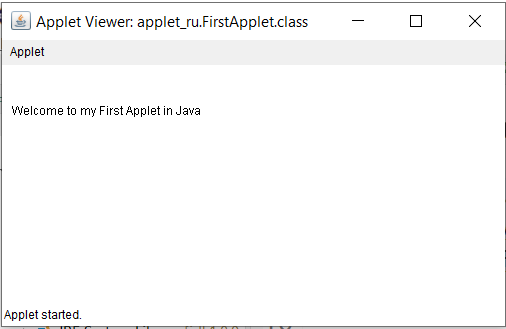 Applet Viewer: applet_ru.FirstApplet.class
Applet
Welcome to my First Applet in Java
Applet started.